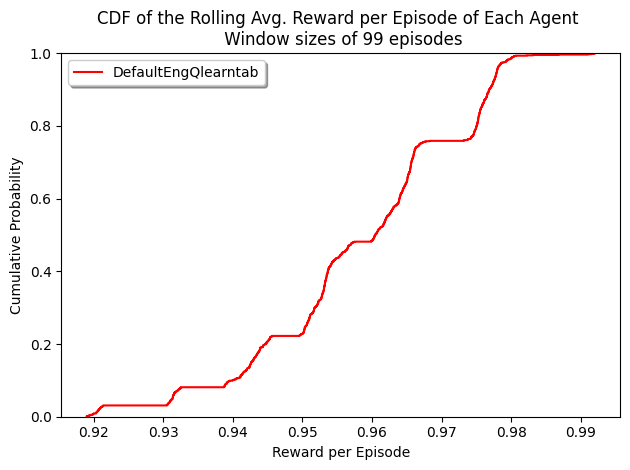 CDF of the Rolling Avg. Reward per Episode of Each Agent
Window sizes of 99 episodes
DefaultEngQlearntab
Cumulative Probability
1.0
0.8
0.6
0.4
0.2
0.0
0.92 0.93 0.94 0.95 0.96 0.97 0.98 0.99
Reward per Episode